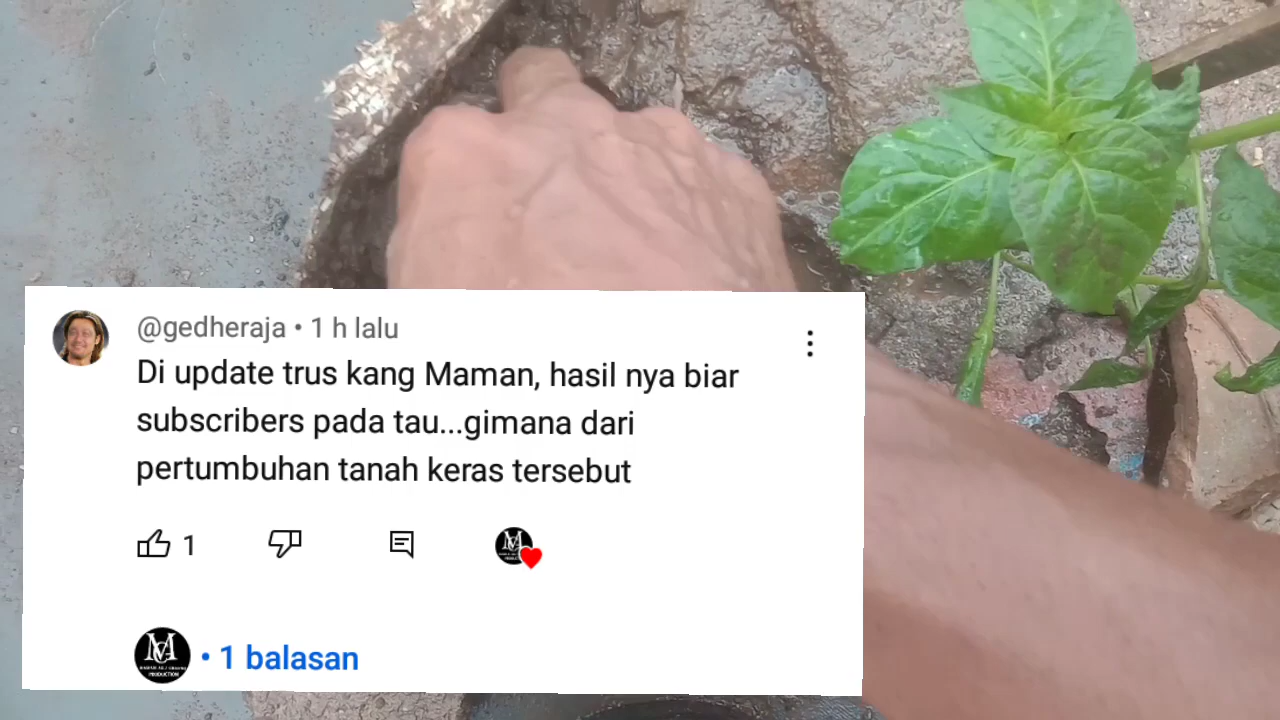 @gedheraja • 1 h lalu
Di update trus kang Maman, hasil nya biar
subscribers pada tau...gimana dari
pertumbuhan tanah keras tersebut
1
• 1 balasan